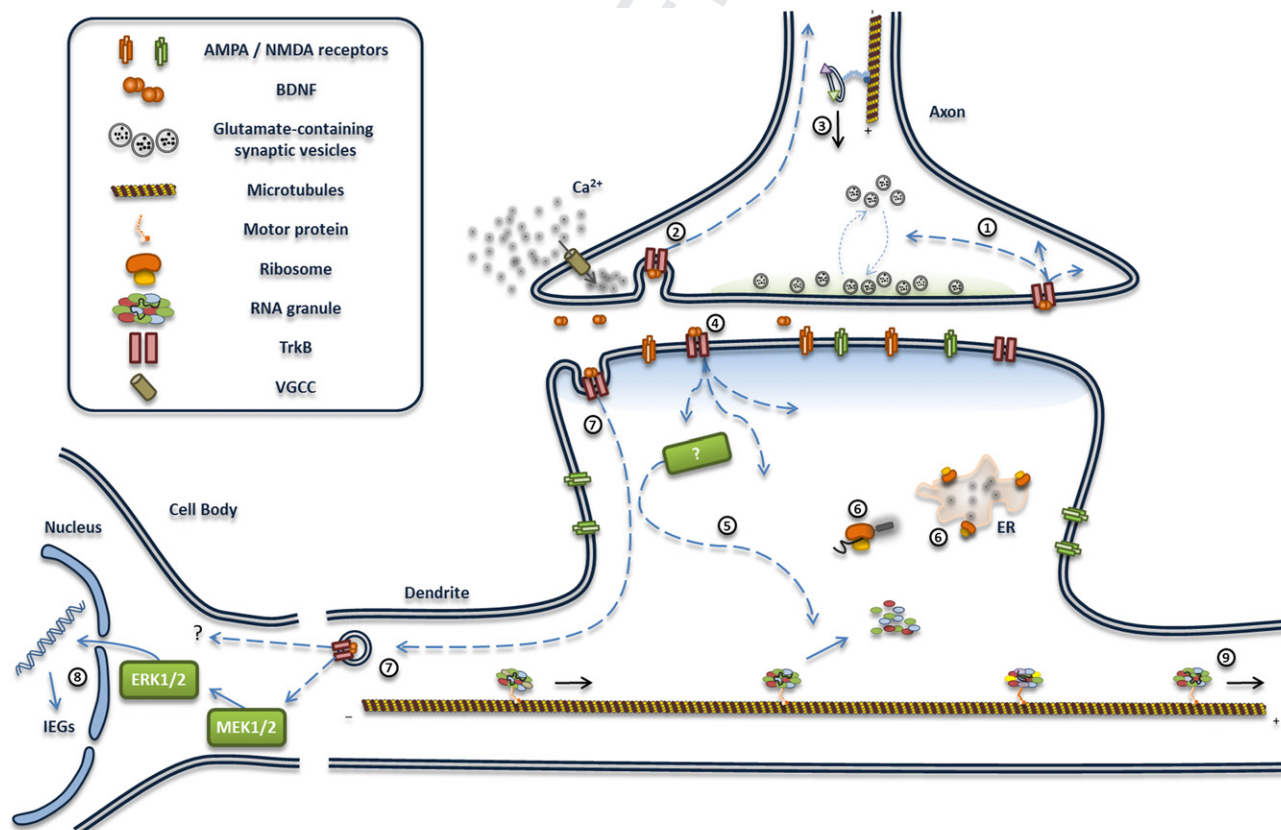 AMPA / NMDA receptors
BDNF
Glutamate-containing
synaptic vesicles
Microtubules
Motor protein
Ribosome
RNA granule
TrkB
VGCC
-
Axon
3
+
Ca2+
2
1
4
7
?
5
6
6
ER
Cell Body
Nucleus
Dendrite
?
7
8
ERK1/2
IEGs
MEK1/2
9
–
+